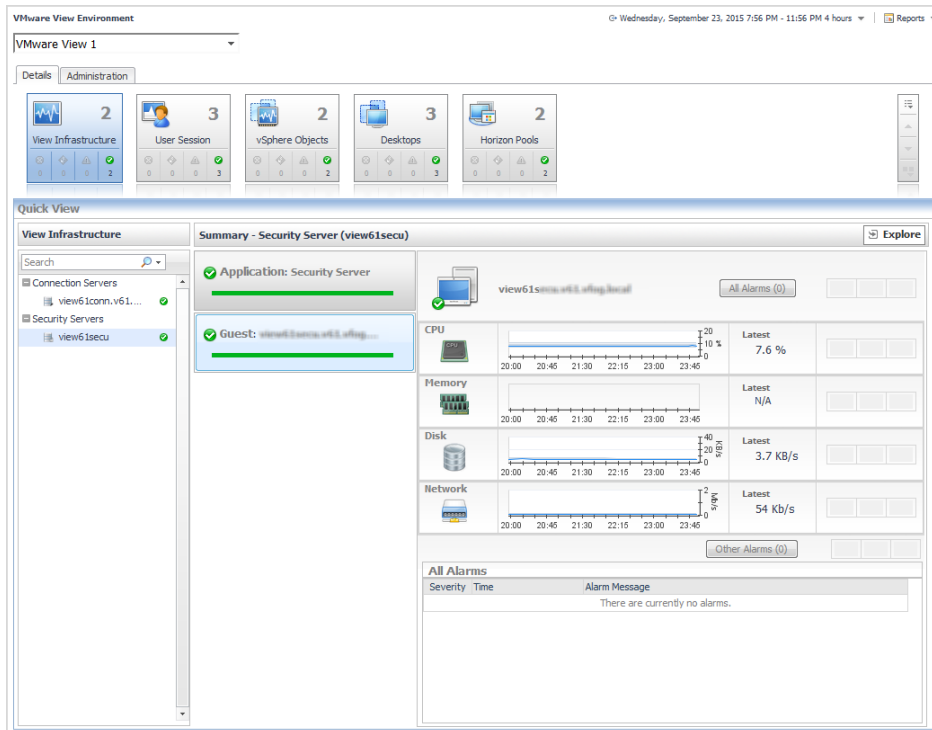 VMware View Environment
Wednesday, September 23, 2015 7:56 PM - 11:56 PM 4 hours
Reports
VMware View 1
Details
Administration
2
View Infrastructure
0 0 0 2
3
User Session
0 0 0 3
2
vSphere Objects
0 0 0 2
3
Desktops
0 0 0 3
2
Horizon Pools
0 0 0 2
Quick View
View Infrastructure
Search
Connection Servers
view61conn.v61....
Security Servers
view61secu
Summary - Security Server (view61secu)
Explore
Application: Security Server
Guest:
view61s
All Alarms (0)
CPU
CPU
20
10
0
%
20:00 20:45 21:30 22:15 23:00 23:45
Latest
7.6 %
Memory
20:00 20:45 21:30 22:15 23:00 23:45
Latest
N/A
Disk
40
20
0
KB/s
20:00 20:45 21:30 22:15 23:00 23:45
Latest
3.7 KB/s
Network
2
0
Mb/s
20:00 20:45 21:30 22:15 23:00 23:45
Latest
54 Kb/s
Other Alarms (0)
All Alarms
Severity Time Alarm Message
There are currently no alarms.